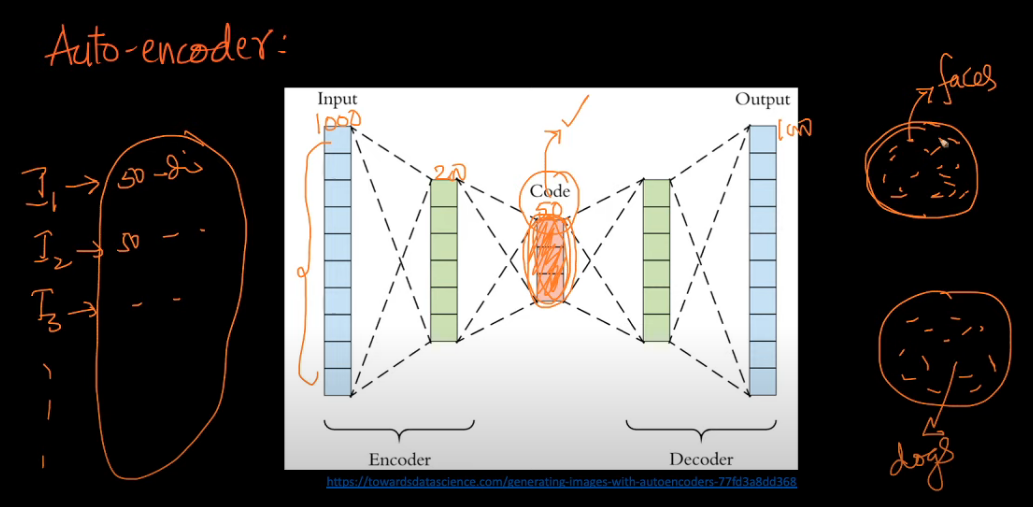 Auto-encoder:
Input
Output
1000
1000
200
Code
50
I1 → 50-dis
I2 → 50 - -
I3 → - -
faces
dogs
Encoder
Decoder
https://towardsdatascience.com/generating-images-with-autoencoders-77fd3a8dd368